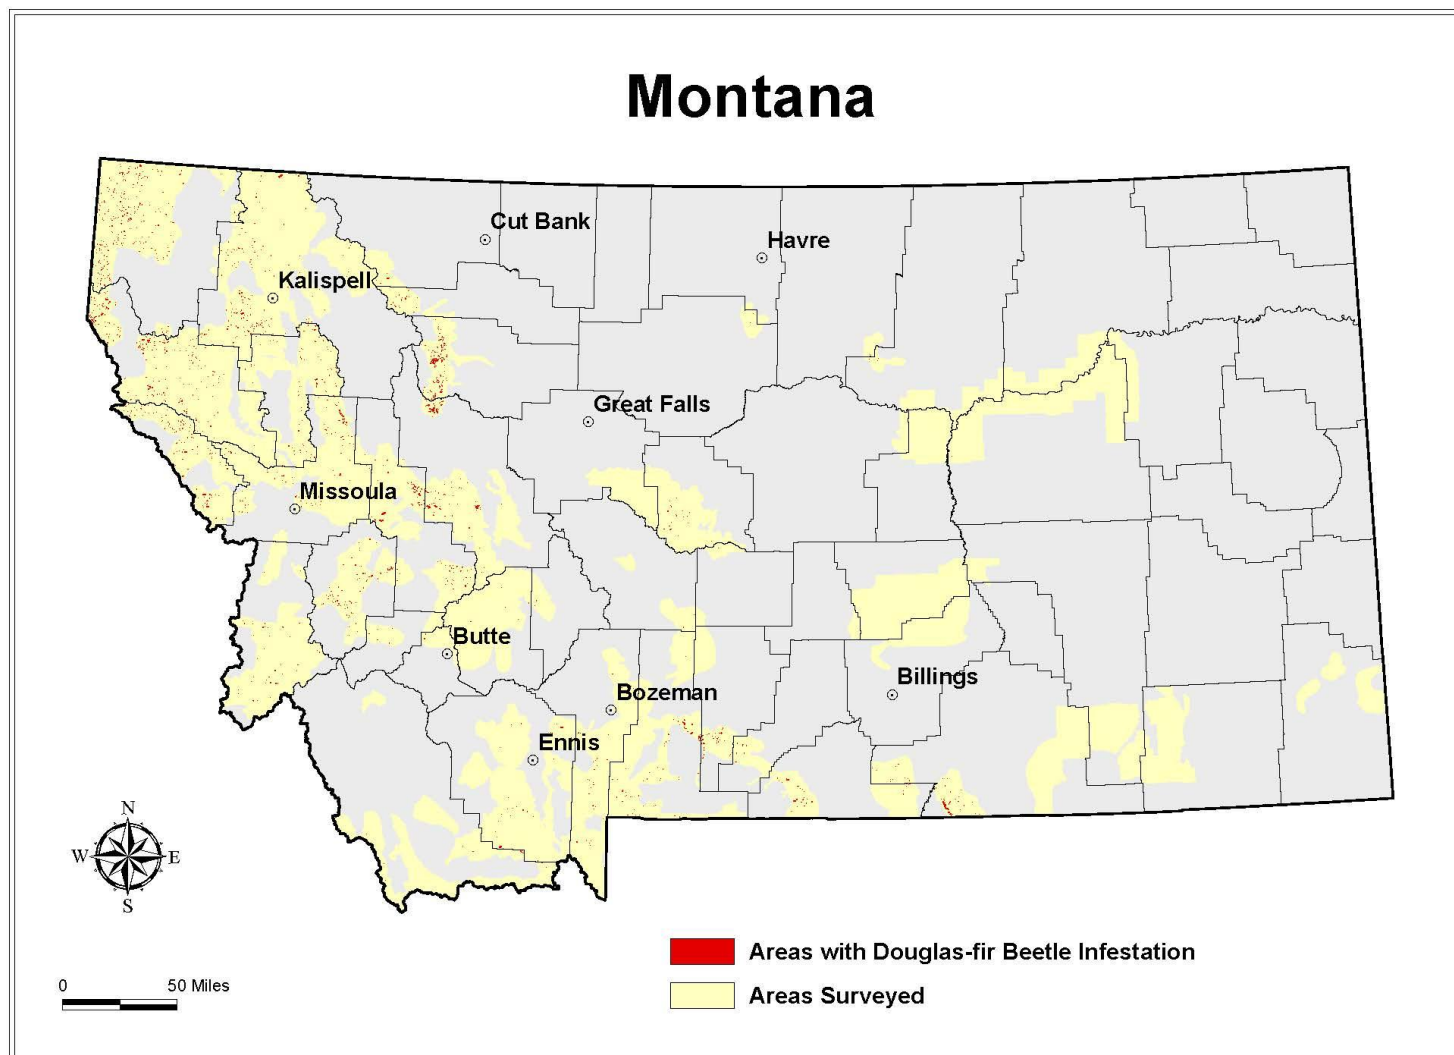 Montana
Cut Bank
Havre
Kalispell
Great Falls
Missoula
Butte
Billings
Bozeman
Ennis
N
W E
S
Areas with Douglas-fir Beetle Infestation
0 50 Miles
Areas Surveyed